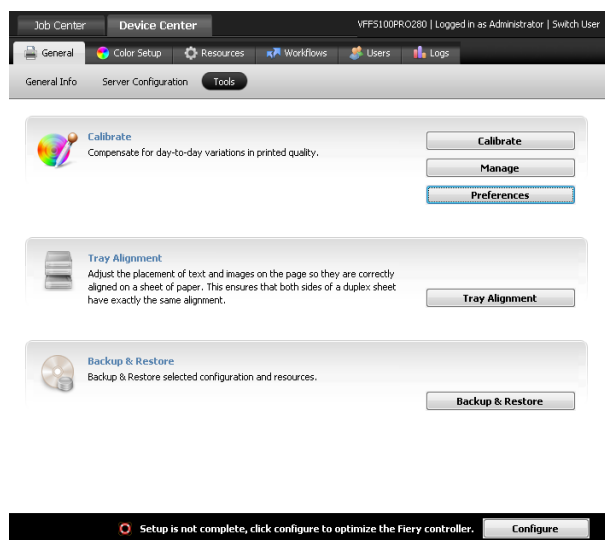 Job Center Device Center VFF5100PRO280 | Logged in as Administrator | Switch User
General Color Setup Resources Workflows Users Logs
General Info Server Configuration Tools
Calibrate
Compensate for day-to-day variations in printed quality.
Calibrate
Manage
Preferences
Tray Alignment
Adjust the placement of text and images on the page so they are correctly
aligned on a sheet of paper. This ensures that both sides of a duplex sheet
have exactly the same alignment.
Tray Alignment
Backup & Restore
Backup & Restore selected configuration and resources.
Backup & Restore
Setup is not complete, click configure to optimize the Fiery controller. Configure